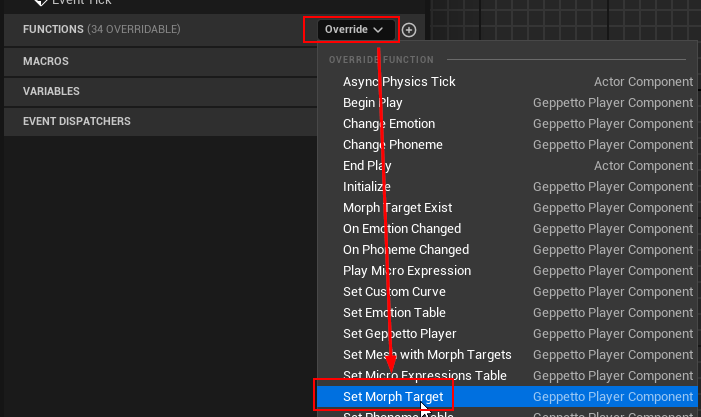 Event Tick
FUNCTIONS (34 OVERRIDABLE)
Override
MACROS
VARIABLES
EVENT DISPATCHERS
OVERRIDE FUNCTION
Async Physics Tick Actor Component
Begin Play Geppetto Player Component
Change Emotion Geppetto Player Component
Change Phoneme Geppetto Player Component
End Play Actor Component
Initialize Geppetto Player Component
Morph Target Exist Geppetto Player Component
On Emotion Changed Geppetto Player Component
On Phoneme Changed Geppetto Player Component
Play Micro Expression Geppetto Player Component
Set Custom Curve Geppetto Player Component
Set Emotion Table Geppetto Player Component
Set Geppetto Player Geppetto Player Component
Set Mesh with Morph Targets Geppetto Player Component
Set Micro Expressions Table Geppetto Player Component
Set Morph Target Geppetto Player Component
Set Phoneme Table Geppetto Player Component